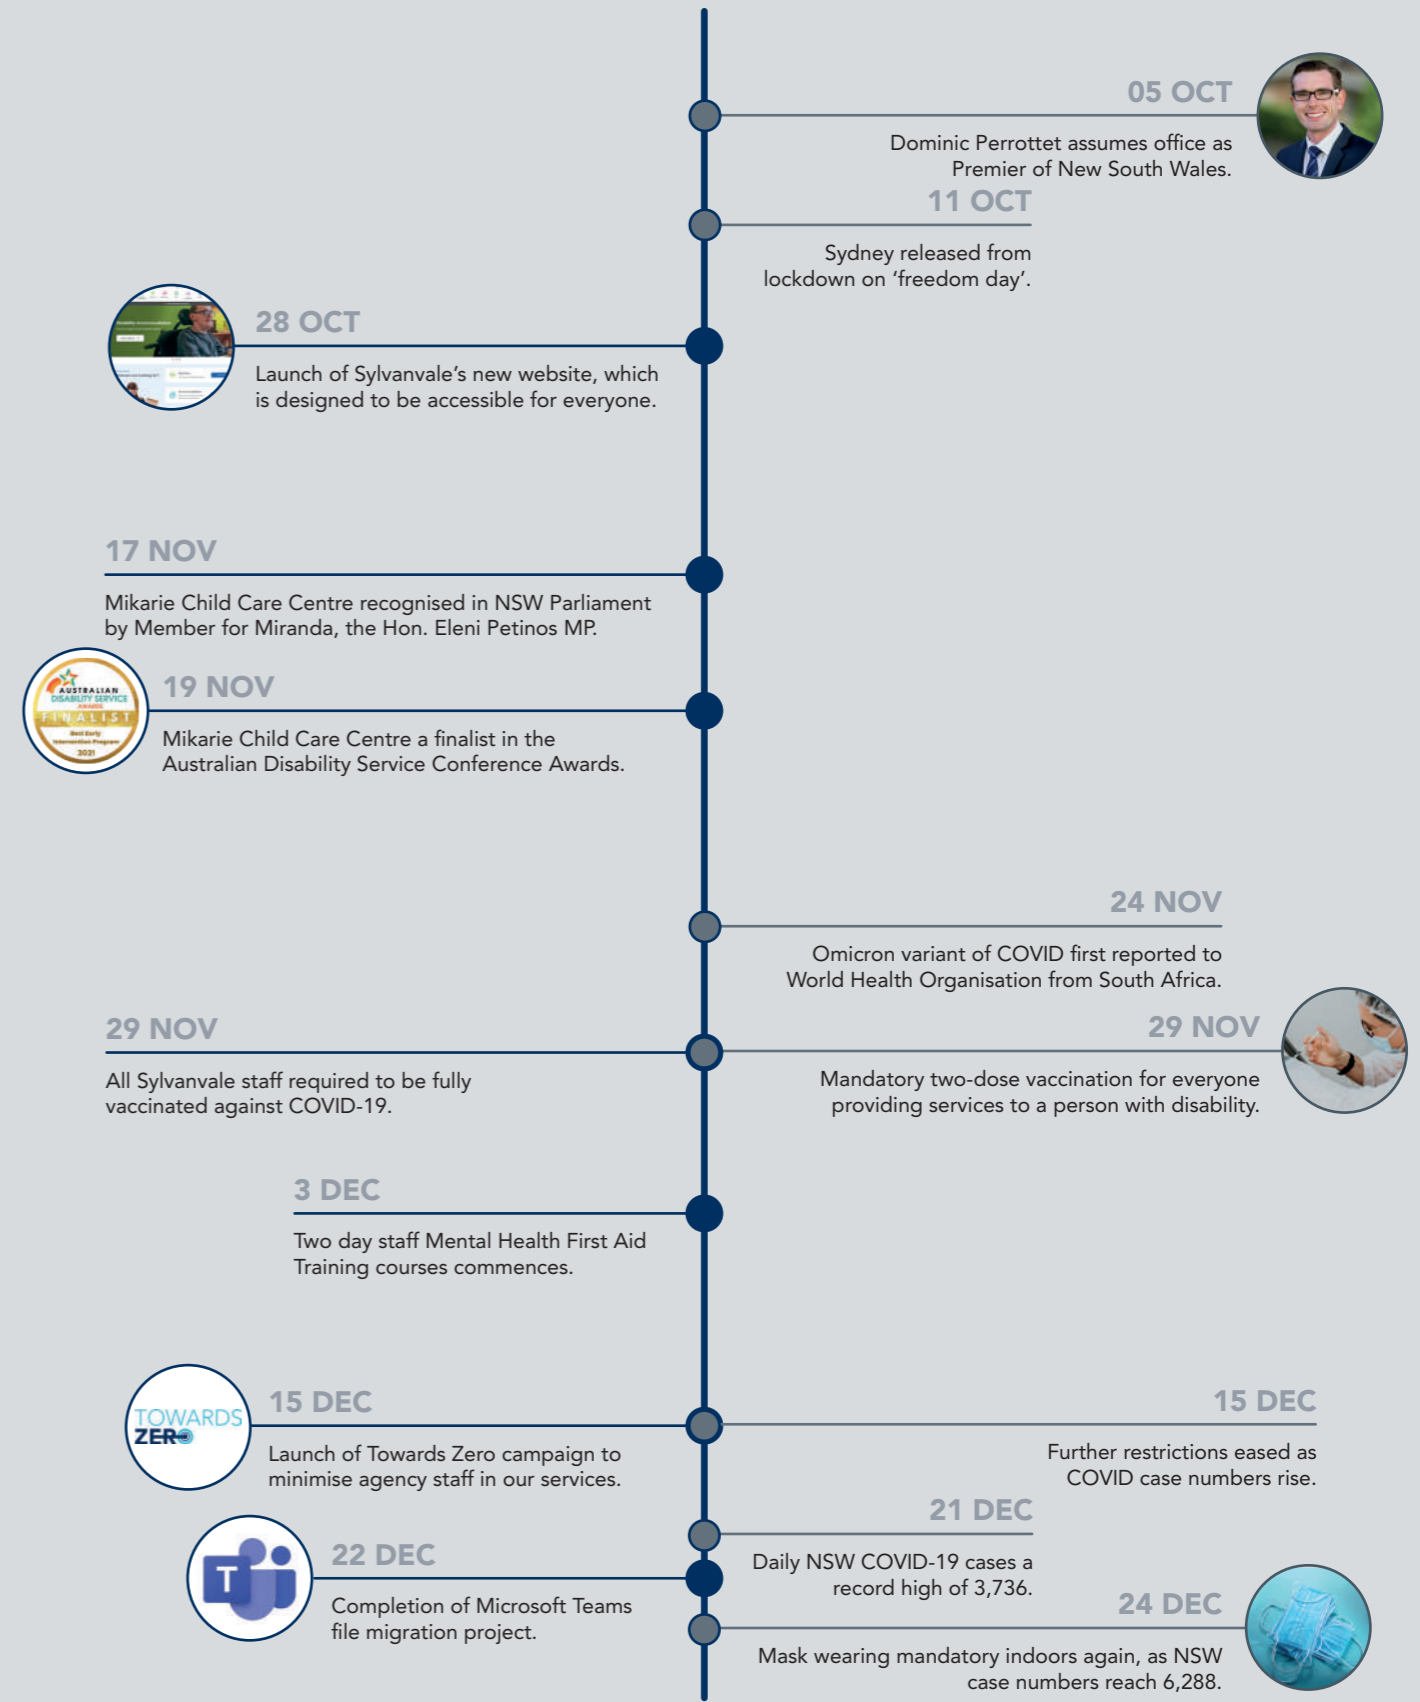 05 OCT
Dominic Perrottet assumes office as
Premier of New South Wales.
11 OCT
Sydney released from
lockdown on ‘freedom day’.
28 OCT
Launch of Sylvanvale’s new website, which
is designed to be accessible for everyone.
17 NOV
Mikarie Child Care Centre recognised in NSW Parliament
by Member for Miranda, the Hon. Eleni Petinos MP.
AUSTRALIAN
DISABILITY SERVICE
AWARDS
FINALIST
Best Early
Intervention Program
2021
19 NOV
Mikarie Child Care Centre a finalist in the
Australian Disability Service Conference Awards.
24 NOV
Omicron variant of COVID first reported to
World Health Organisation from South Africa.
29 NOV
All Sylvanvale staff required to be fully
vaccinated against COVID-19.
29 NOV
Mandatory two-dose vaccination for everyone
providing services to a person with disability.
3 DEC
Two day staff Mental Health First Aid
Training courses commences.
TOWARDS
ZERO
15 DEC
Launch of Towards Zero campaign to
minimise agency staff in our services.
15 DEC
Further restrictions eased as
COVID case numbers rise.
21 DEC
Daily NSW COVID-19 cases a
record high of 3,736.
T
22 DEC
Completion of Microsoft Teams
file migration project.
24 DEC
Mask wearing mandatory indoors again, as NSW
case numbers reach 6,288.